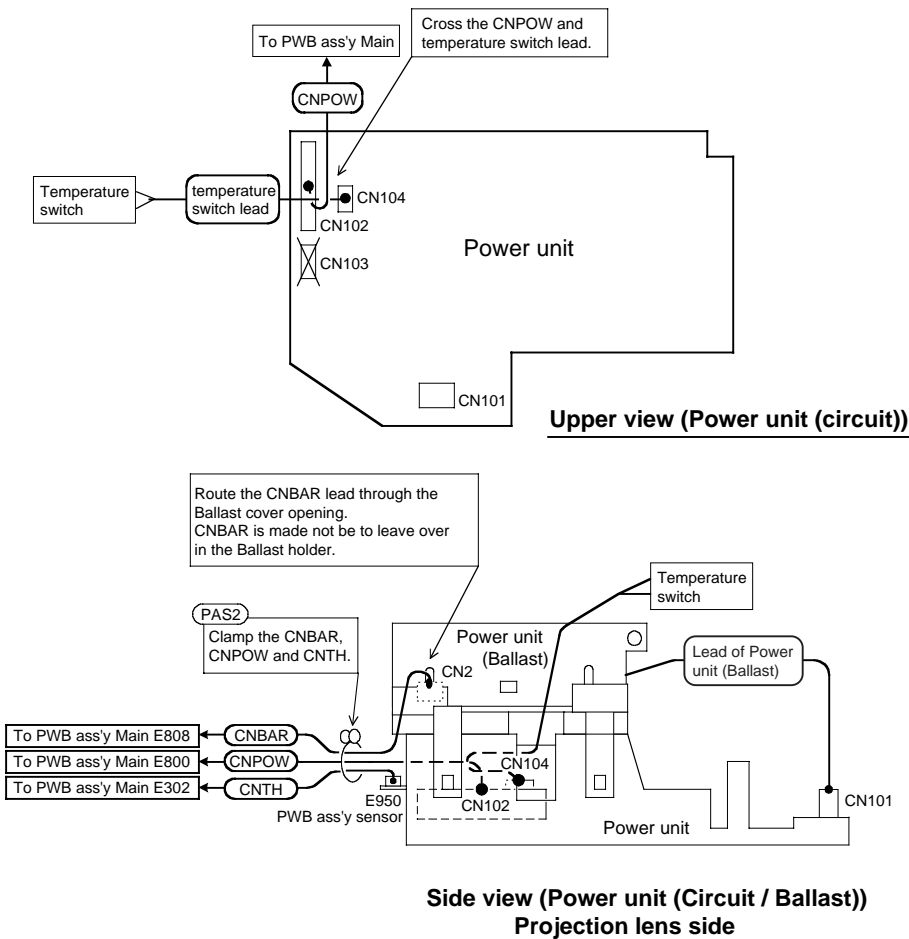 Cross the CNPOW and
temperature switch lead.
To PWB ass'y Main
CNPOW
Temperature
switch
temperature
switch lead
CN104
CN102
CN103
Power unit
CN101
Upper view (Power unit (circuit))
Route the CNBAR lead through the
Ballast cover opening.
CNBAR is made not be to leave over
in the Ballast holder.
Temperature
switch
PAS2
Clamp the CNBAR,
CNPOW and CNTH.
Power unit
(Ballast)
CN2
Lead of Power
unit (Ballast)
To PWB ass'y Main E808
CNBAR
To PWB ass'y Main E800
CNPOW
To PWB ass'y Main E302
CNTH
CN104
E950
PWB ass'y sensor
CN102
CN101
Power unit
Side view (Power unit (Circuit / Ballast))
Projection lens side